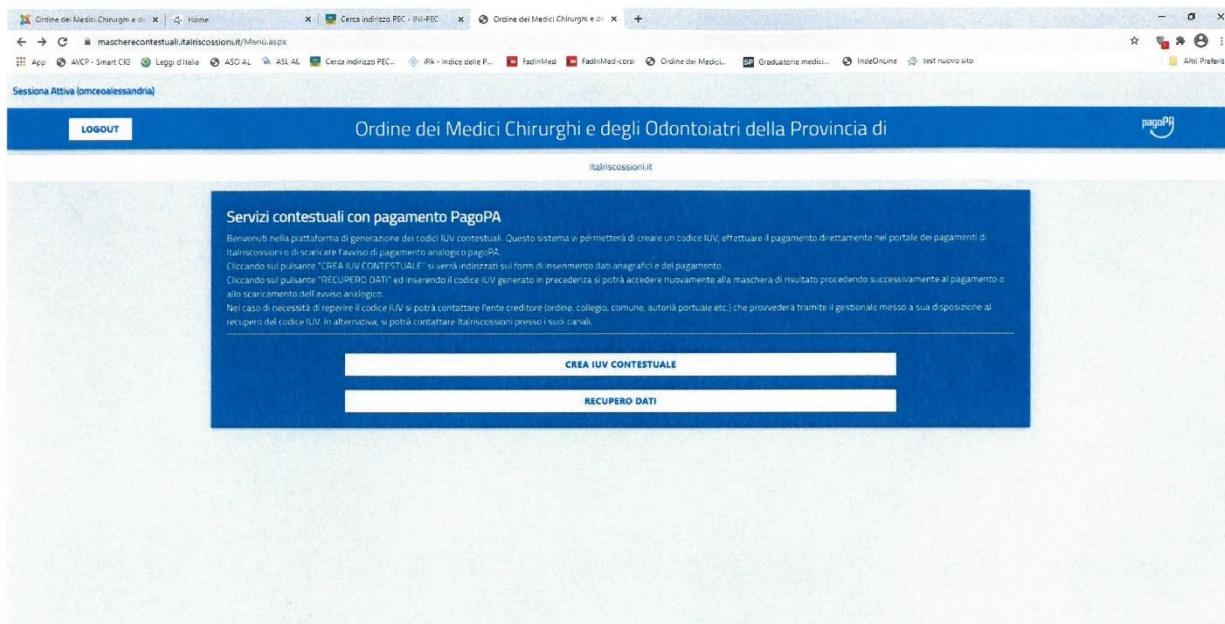 Ordine dei Medici Chirurghi e di
Home
Cerca indirizzo PEC - INI-PEC
Ordine dei Medici Chirurghi e de
mascherecontestuali.italriscossioni.it/Menu.aspx
App
AVCP - Smart CIG
Leggi d'Italia
ASO AL
ASL AL
Cerca indirizzo PEC...
iPA - Indice delle P...
FadInMed
FadInMed-corsi
Ordine dei Medici...
Graduatorie medici...
IndeOnLine
test nuovo sito
Altri Preferiti
Sessiona Attiva (omceoalessandria)
LOGOUT
Ordine dei Medici Chirurghi e degli Odontoiatri della Provincia di
pagoPA
Italriscossioni.it
Servizi contestuali con pagamento PagoPA
Benvenuti nella piattaforma di generazione dei codici IUV contestuali. Questo sistema vi permetterà di creare un codice IUV, effettuare il pagamento direttamente nel portale dei pagamenti di
Italriscossioni o di scaricare l'avviso di pagamento analogico pagoPA.
Cliccando sul pulsante "CREA IUV CONTESTUALE" si verrà indirizzati sul form di inserimento dati anagrafici e del pagamento.
Cliccando sul pulsante "RECUPERO DATI" ed inserendo il codice IUV generato in precedenza si potrà accedere nuovamente alla maschera di risultato procedendo successivamente al pagamento o
allo scaricamento dell'avviso analogico.
Nel caso di necessità di reperire il codice IUV si potrà contattare l'ente creditore (ordine, collegio, comune, autorià portuale etc.) che provvederà tramite il gestionale messo a sua disposizione al
recupero del codice IUV. In alternativa, si potrà contattare Italriscossioni presso i suoi canali.
CREA IUV CONTESTUALE
RECUPERO DATI